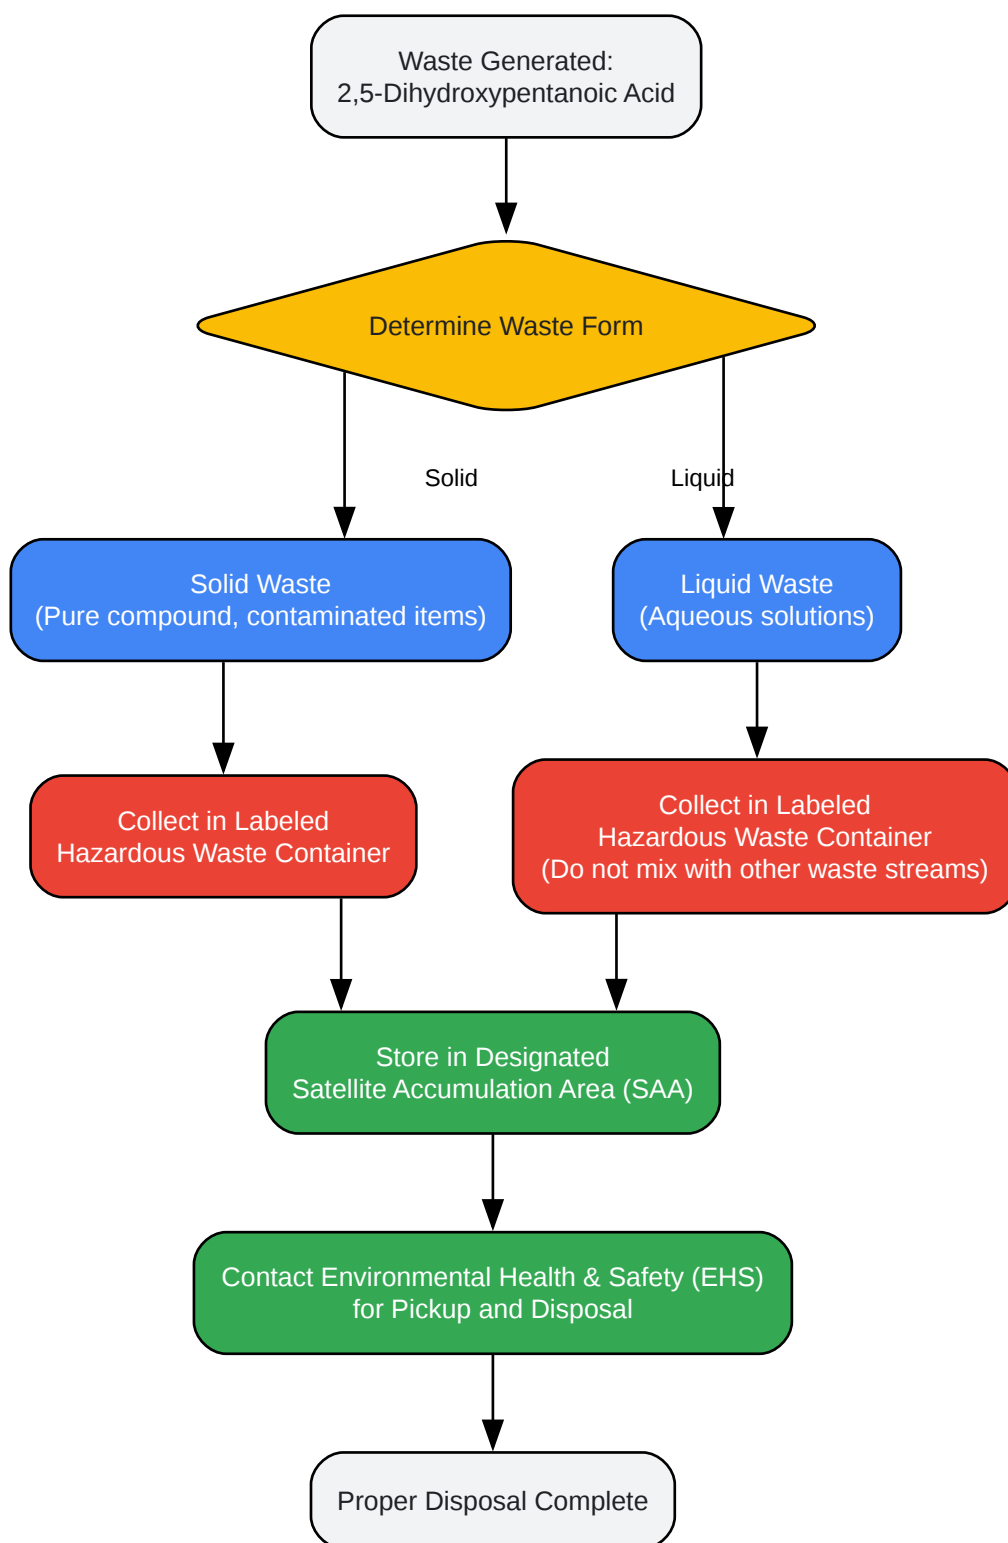 Waste Generated:
2,5-Dihydroxypentanoic Acid
Determine Waste Form
Solid
Liquid
Solid Waste
(Pure compound, contaminated items)
Liquid Waste
(Aqueous solutions)
Collect in Labeled
Hazardous Waste Container
Collect in Labeled
Hazardous Waste Container
(Do not mix with other waste streams)
Store in Designated
Satellite Accumulation Area (SAA)
Contact Environmental Health & Safety (EHS)
for Pickup and Disposal
Proper Disposal Complete